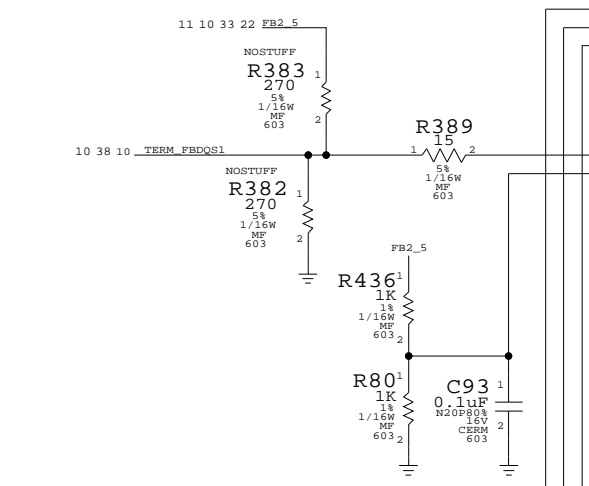 11 10 33 22 FB2_5
NOSTUFF
R383
270
5%
1/16W
MF
603
1
2
10 38 10 TERM_FBDQS1
R389
15
1
2
5%
1/16W
MF
603
NOSTUFF
R382
270
5%
1/16W
MF
603
1
2
FB2_5
R436
1K
1%
1/16W
MF
603
1
2
R80
1K
1%
1/16W
MF
603
1
2
C93
0.1uF
N20P80%
16V
CERM
603
1
2